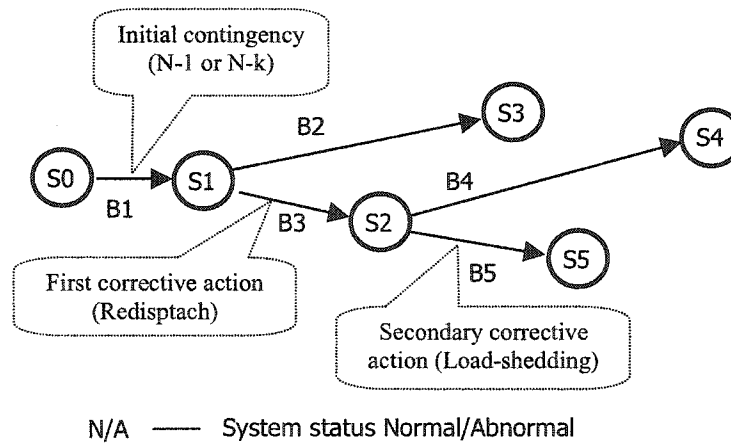 Initial contingency
(N-1 or N-k)
S0
B1
S1
B2
S3
B3
S2
B4
S4
B5
S5
First corrective action
(Redisptach)
Secondary corrective
action (Load-shedding)
N/A — System status Normal/Abnormal